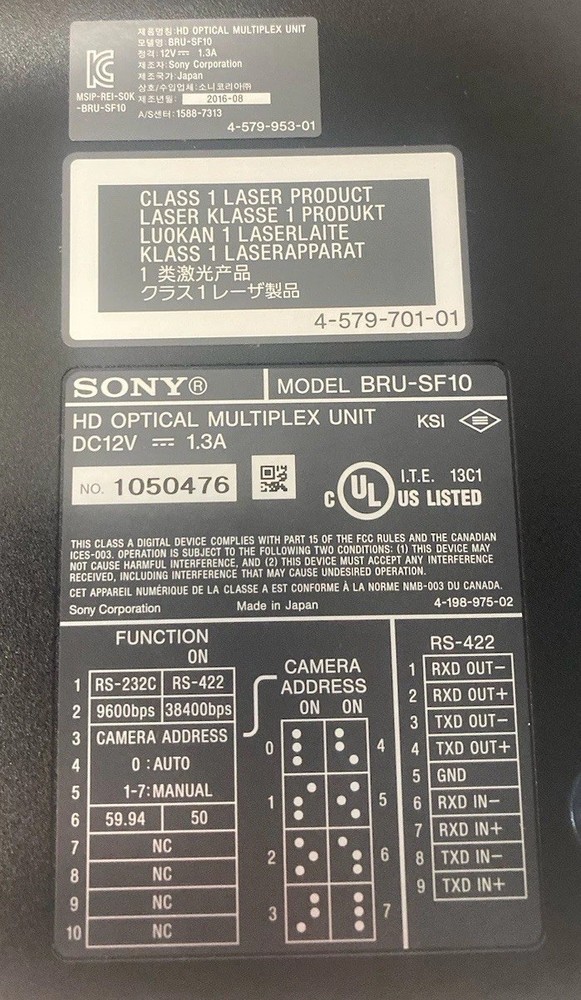 제품명칭:HD OPTICAL MULTIPLEX UNIT
모델명:BRU-SF10
정격:12V⎓ 1.3A
제조자:Sony Corporation
제조국가:Japan
상호/수입업체:소니코리아㈜
MSIP-REI-SOK
-BRU-SF10
제조년월: 2016-08
A/S센터:1588-7313
4-579-953-01
CLASS 1 LASER PRODUCT
LASER KLASSE 1 PRODUKT
LUOKAN 1 LASERLAITE
KLASS 1 LASERAPPARAT
1 类激光产品
クラス1レーザ製品
4-579-701-01
SONY® MODEL BRU-SF10
HD OPTICAL MULTIPLEX UNIT KSI
DC12V ⎓ 1.3A
NO. 1050476
C UL US LISTED I.T.E. 13C1
THIS CLASS A DIGITAL DEVICE COMPLIES WITH PART 15 OF THE FCC RULES AND THE CANADIAN
ICES-003. OPERATION IS SUBJECT TO THE FOLLOWING TWO CONDITIONS: (1) THIS DEVICE MAY
NOT CAUSE HARMFUL INTERFERENCE, AND (2) THIS DEVICE MUST ACCEPT ANY INTERFERENCE
RECEIVED, INCLUDING INTERFERENCE THAT MAY CAUSE UNDESIRED OPERATION.
CET APPAREIL NUMÉRIQUE DE LA CLASSE A EST CONFORME À LA NORME NMB-003 DU CANADA.
Sony Corporation Made in Japan 4-198-975-02
FUNCTION
ON
1 RS-232C RS-422
2 9600bps 38400bps
3 CAMERA ADDRESS
4 0:AUTO
5 1-7:MANUAL
6 59.94 50
7 NC
8 NC
9 NC
10 NC
CAMERA
ADDRESS
ON ON
0 4
1 5
2 6
3 7
RS-422
1 RXD OUT−
2 RXD OUT+
3 TXD OUT−
4 TXD OUT+
5 GND
6 RXD IN−
7 RXD IN+
8 TXD IN−
9 TXD IN+